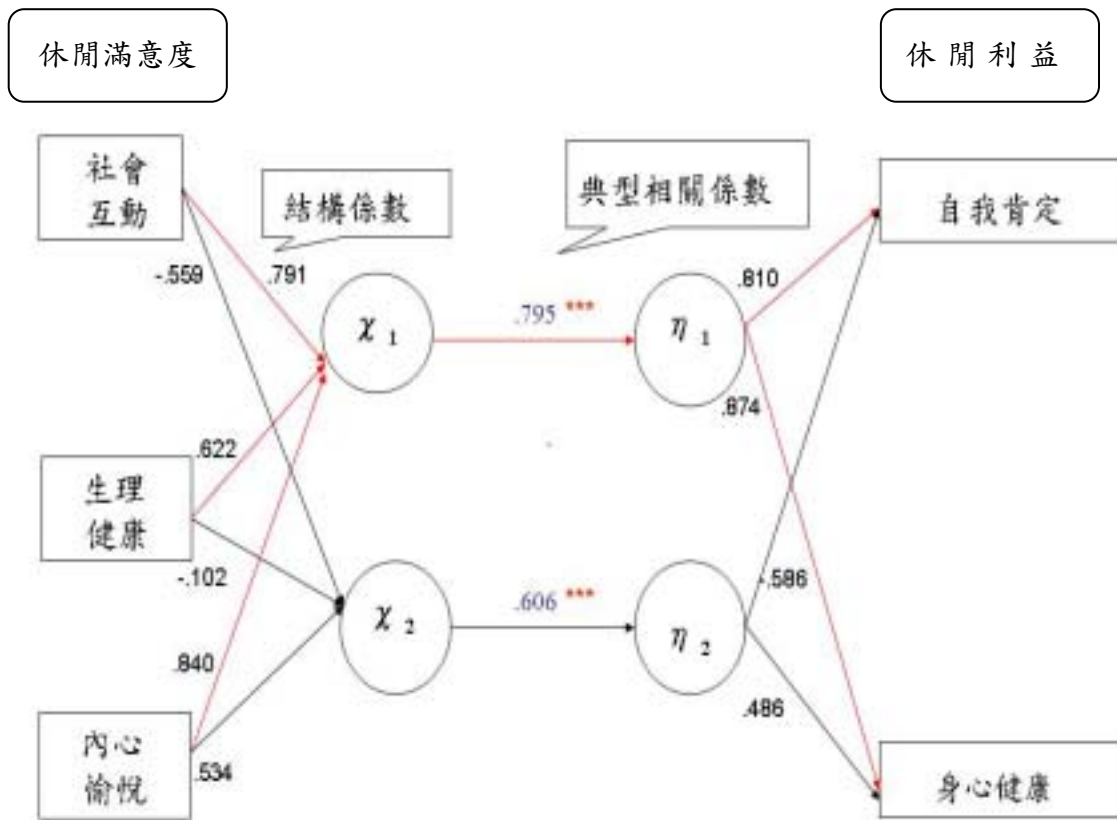 休閒滿意度
休閒利益
社會
互動
結構係數
典型相關係數
自我肯定
-.559
.791
.810
χ 1
.795 ***
η 1
.874
.622
生理
健康
-.102
-.586
χ 2
.606 ***
η 2
.840
.486
內心
愉悅
.534
身心健康